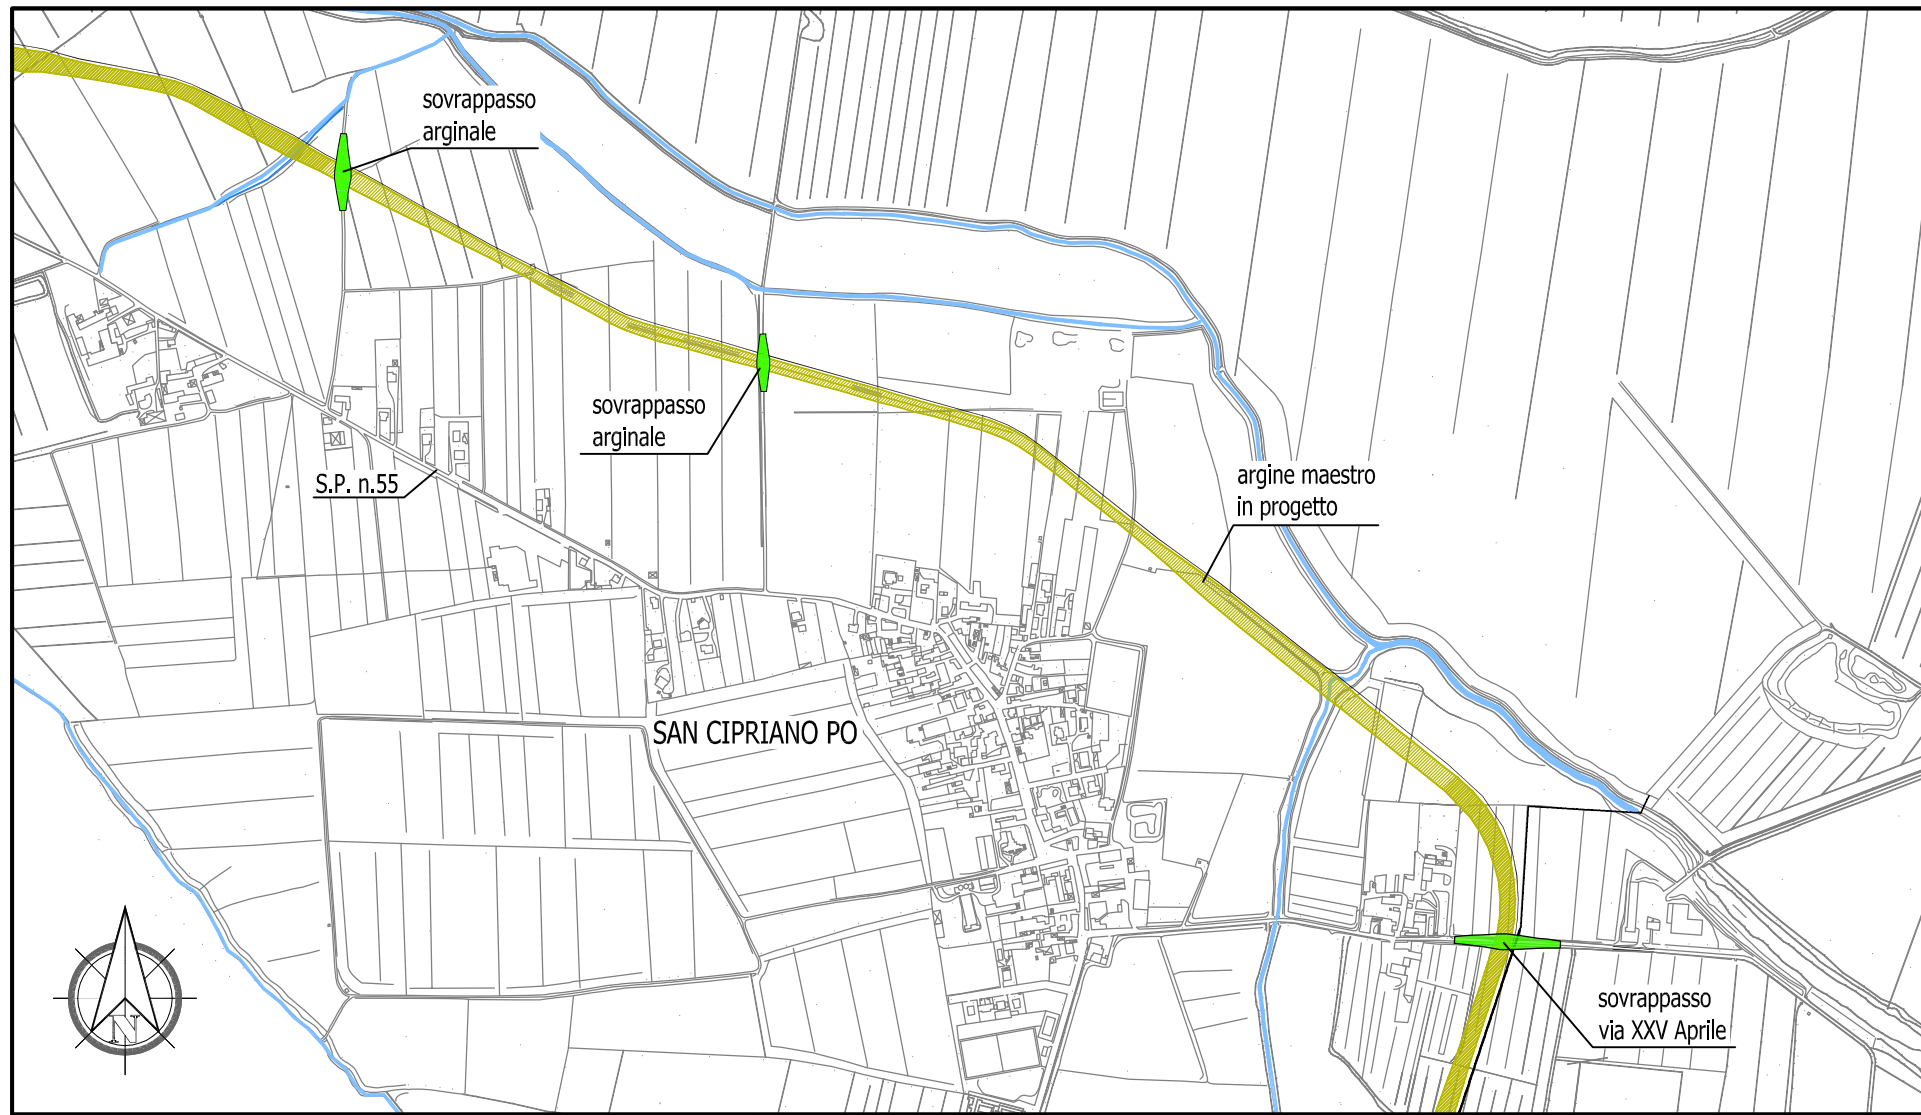 sovrappasso
arginale
sovrappasso
arginale
S.P. n.55
argine maestro
in progetto
SAN CIPRIANO PO
sovrappasso
via XXV Aprile
N